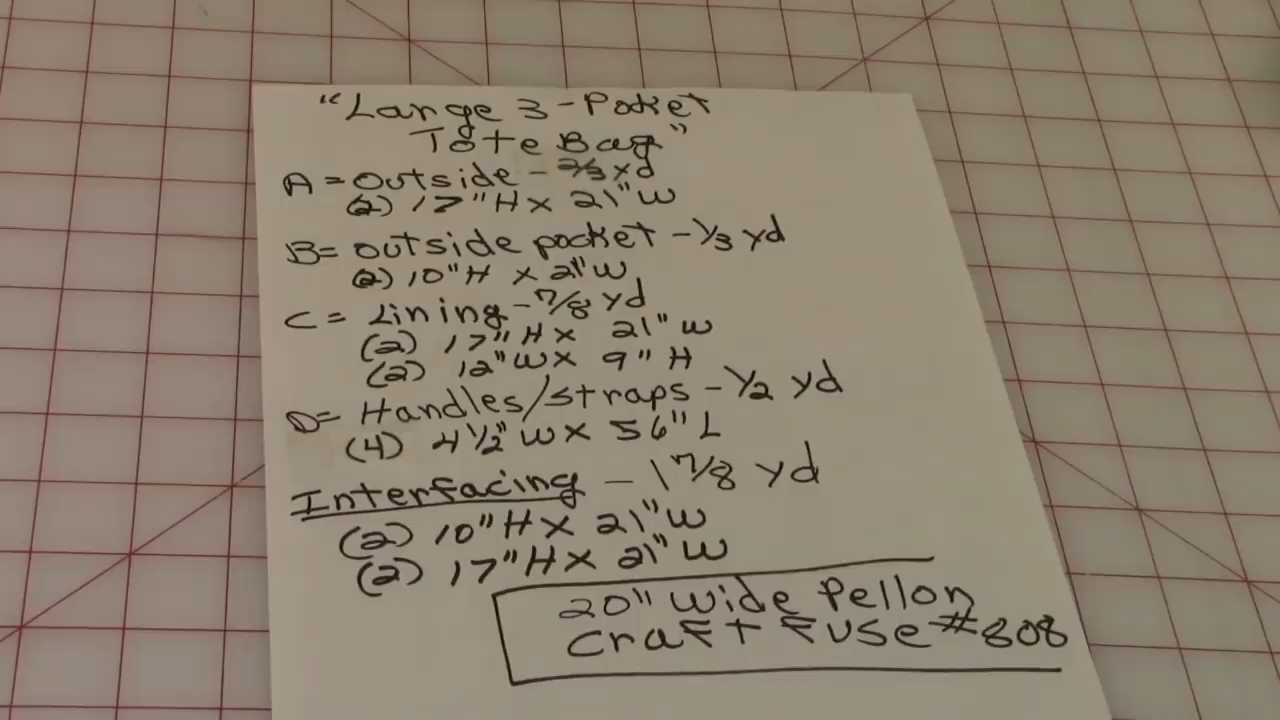 "Large 3-Pocket
Tote Bag"
A = Outside - 2/3 yd
(2) 17"H x 21"W
B= outside pocket - 1/3 yd
(2) 10"H x 21"W
C = Lining - 7/8 yd
(2) 17"H x 21"W
(2) 12"W x 9"H
D= Handles/straps - 1/2 yd
(4) 4 1/2"W x 56"L
Interfacing - 1 7/8 yd
(2) 10"H x 21"W
(2) 17"H x 21"W
20" wide Pellon
Craft Fuse #808